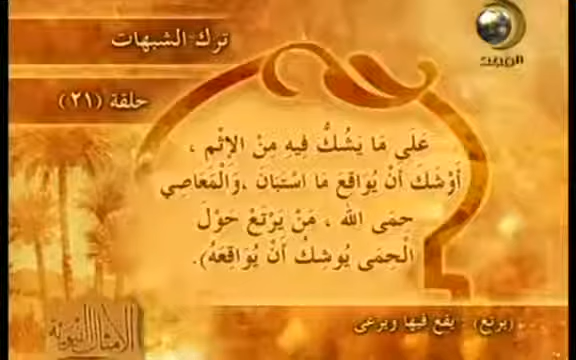 المجد
ترك الشبهات
حلقة (٢١)
عَلَى مَا يَشُكُّ فِيهِ مِنْ الإِثْمِ ،
أَوْشَكَ أَنْ يُوَاقِعَ مَا اسْتَبَانَ ،وَالْمَعَاصِي
حِمَى الله ، مَنْ يَرْتَعْ حَوْلَ
الْحِمَى يُوشِكُ أَنْ يُوَاقِعَهُ).
(يرتع) - يقع فيها ويرعى
الأمثال النبوية